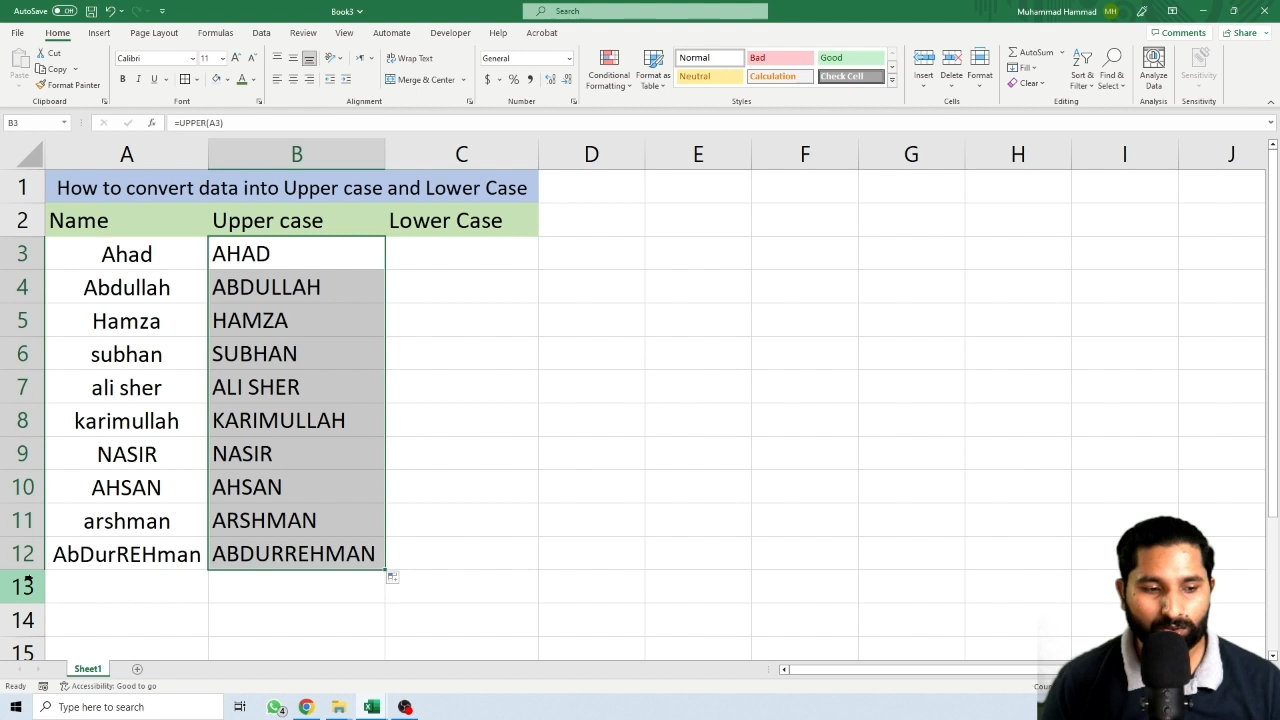 AutoSave Off
Book3
Search
Muhammad Hammad MH
File Home Insert Page Layout Formulas Data Review View Automate Developer Help Acrobat
Comments Share
Paste
Cut
Copy
Format Painter
Clipboard
Calibri 11
B I U
Font
Wrap Text
Merge & Center
Alignment
General
$ % ,
Number
Conditional Formatting
Format as Table
Normal Bad Good
Neutral Calculation Check Cell
Styles
Insert Delete Format
Cells
AutoSum
Fill
Clear
Sort & Filter
Find & Select
Editing
Analyze Data
Analysis
Sensitivity
Sensitivity
B3 fx =UPPER(A3)
A B C D E F G H I J
1 How to convert data into Upper case and Lower Case
2 Name Upper case Lower Case
3 Ahad AHAD
4 Abdullah ABDULLAH
5 Hamza HAMZA
6 subhan SUBHAN
7 ali sher ALI SHER
8 karimullah KARIMULLAH
9 NASIR NASIR
10 AHSAN AHSAN
11 arshman ARSHMAN
12 AbDurREHman ABDURREHMAN
13
14
15
Sheet1
Ready Accessibility: Good to go
Type here to search
4